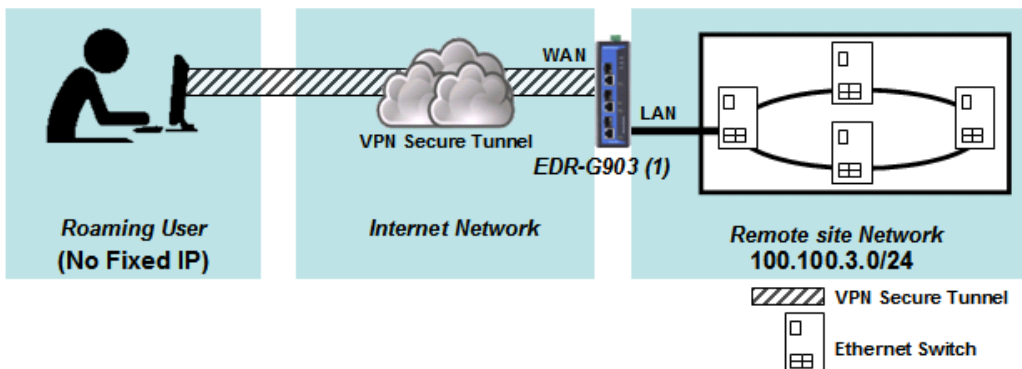 WAN
LAN
VPN Secure Tunnel
EDR-G903 (1)
Roaming User
(No Fixed IP)
Internet Network
Remote site Network
100.100.3.0/24
VPN Secure Tunnel
Ethernet Switch